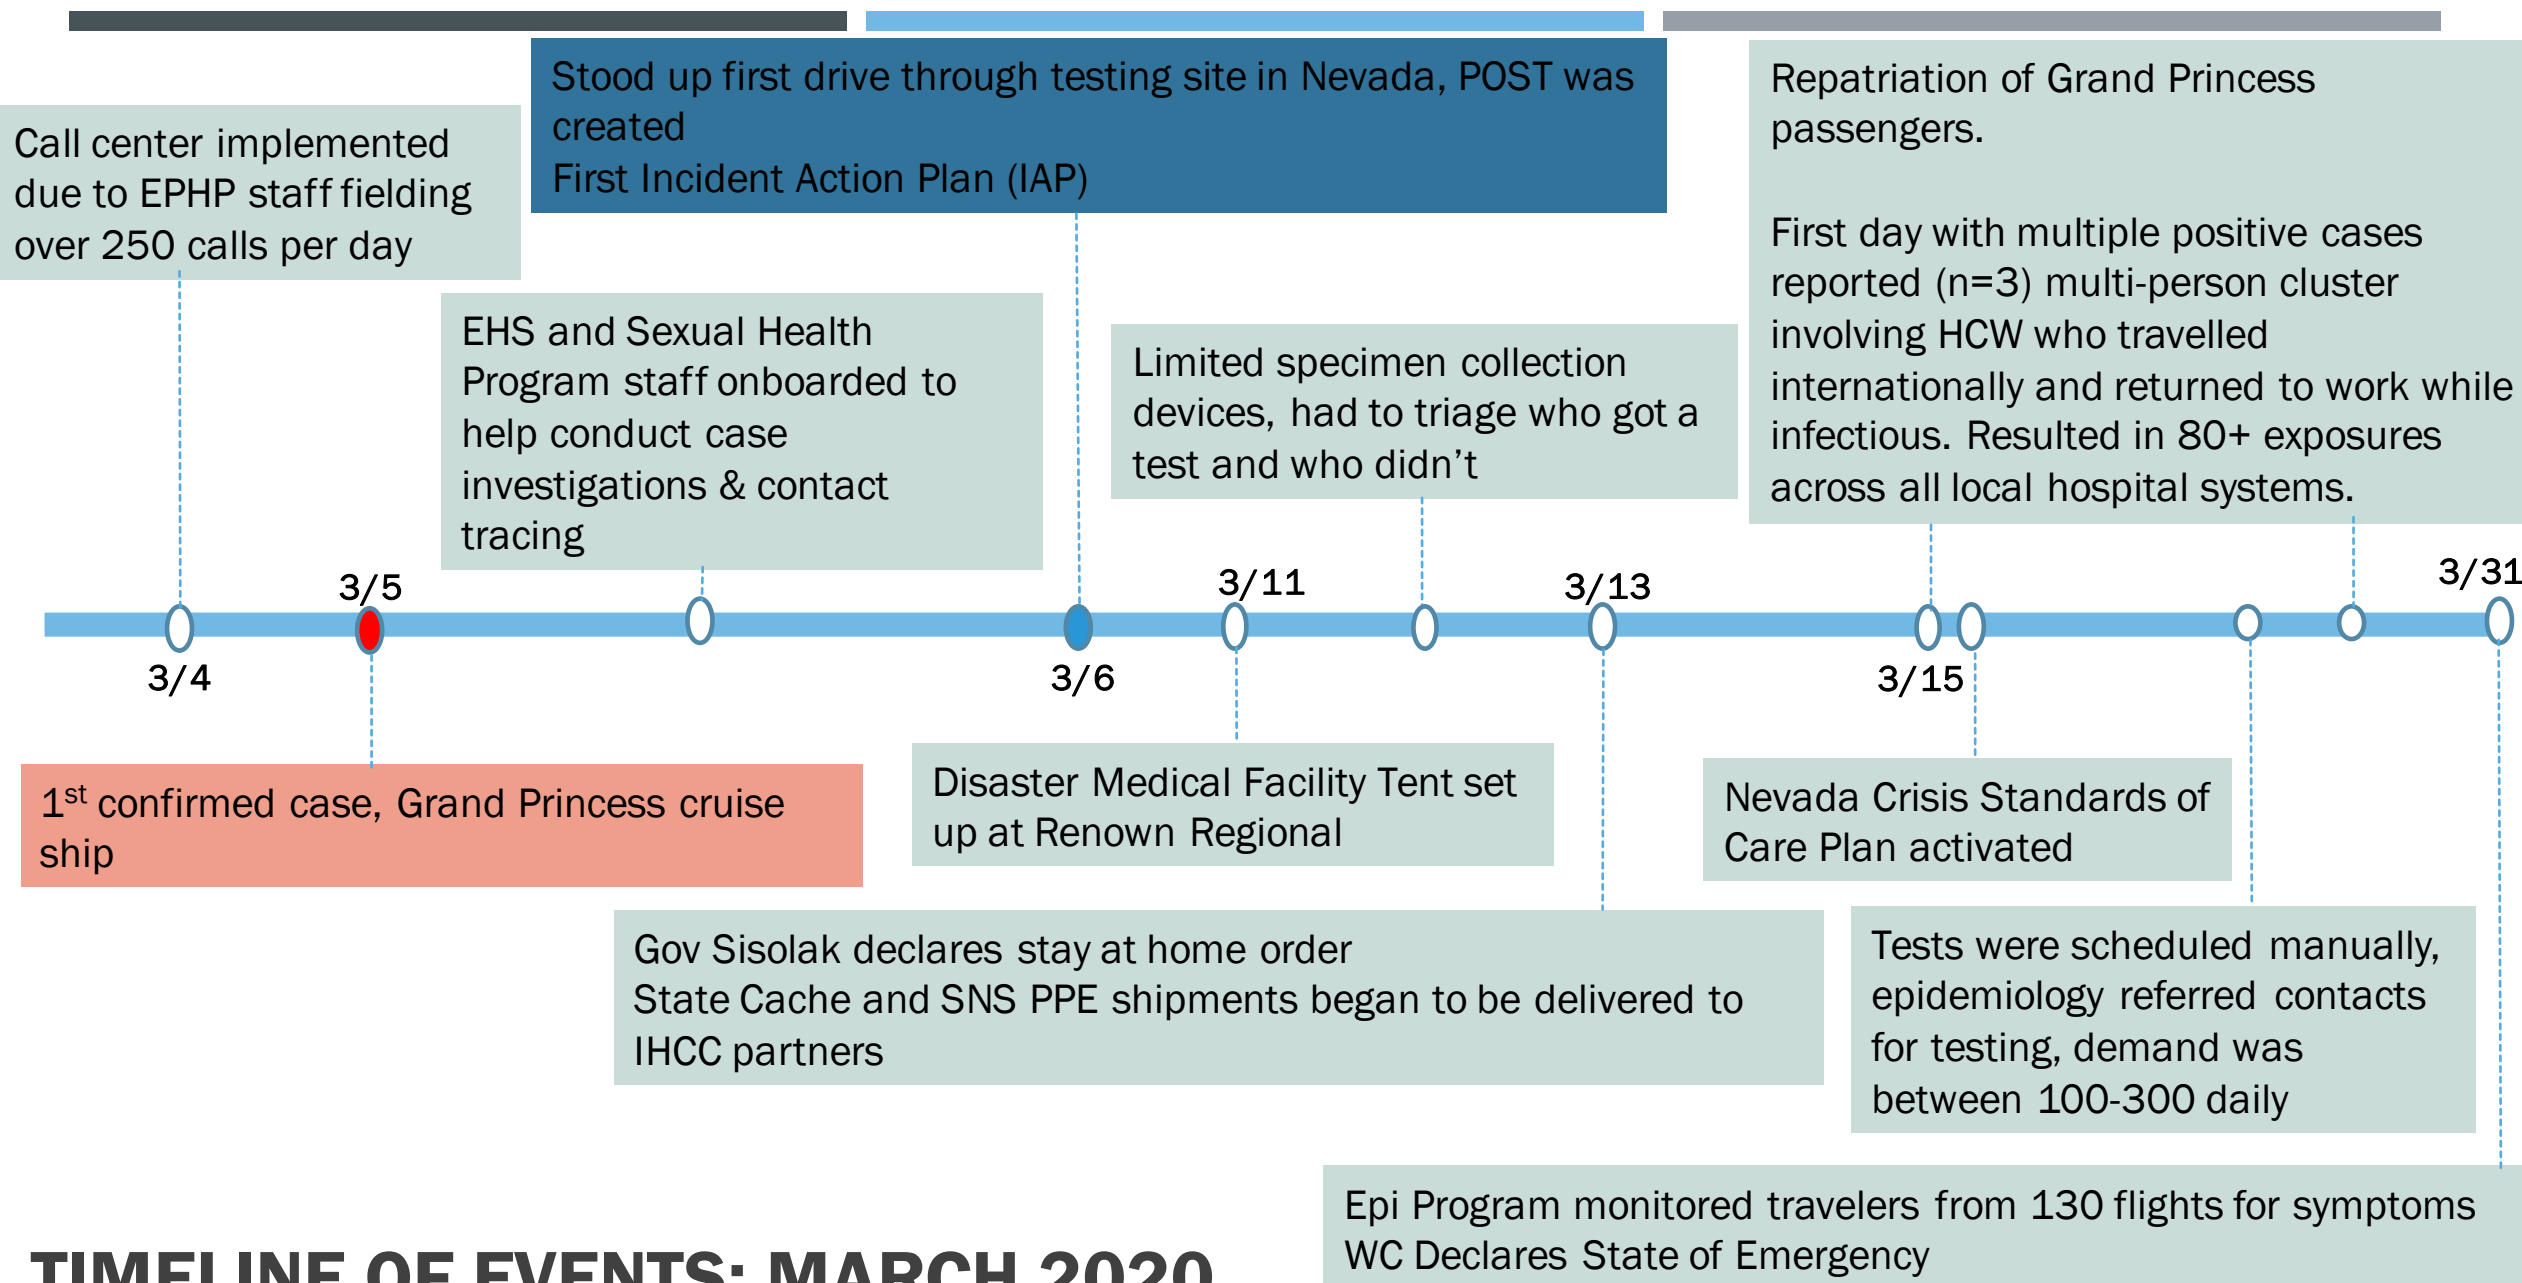 Stood up first drive through testing site in Nevada, POST was
created
First Incident Action Plan (IAP)
Call center implemented
due to EPHP staff fielding
over 250 calls per day
Repatriation of Grand Princess
passengers.
First day with multiple positive cases
reported (n=3) multi-person cluster
involving HCW who travelled
internationally and returned to work while
infectious. Resulted in 80+ exposures
across all local hospital systems.
EHS and Sexual Health
Program staff onboarded to
help conduct case
investigations & contact
tracing
Limited specimen collection
devices, had to triage who got a
test and who didn’t
3/5
3/11
3/13
3/31
3/4
3/6
3/15
1st confirmed case, Grand Princess cruise
ship
Disaster Medical Facility Tent set
up at Renown Regional
Nevada Crisis Standards of
Care Plan activated
Gov Sisolak declares stay at home order
State Cache and SNS PPE shipments began to be delivered to
IHCC partners
Tests were scheduled manually,
epidemiology referred contacts
for testing, demand was
between 100-300 daily
Epi Program monitored travelers from 130 flights for symptoms
WC Declares State of Emergency
TIMELINE OF EVENTS: MARCH 2020